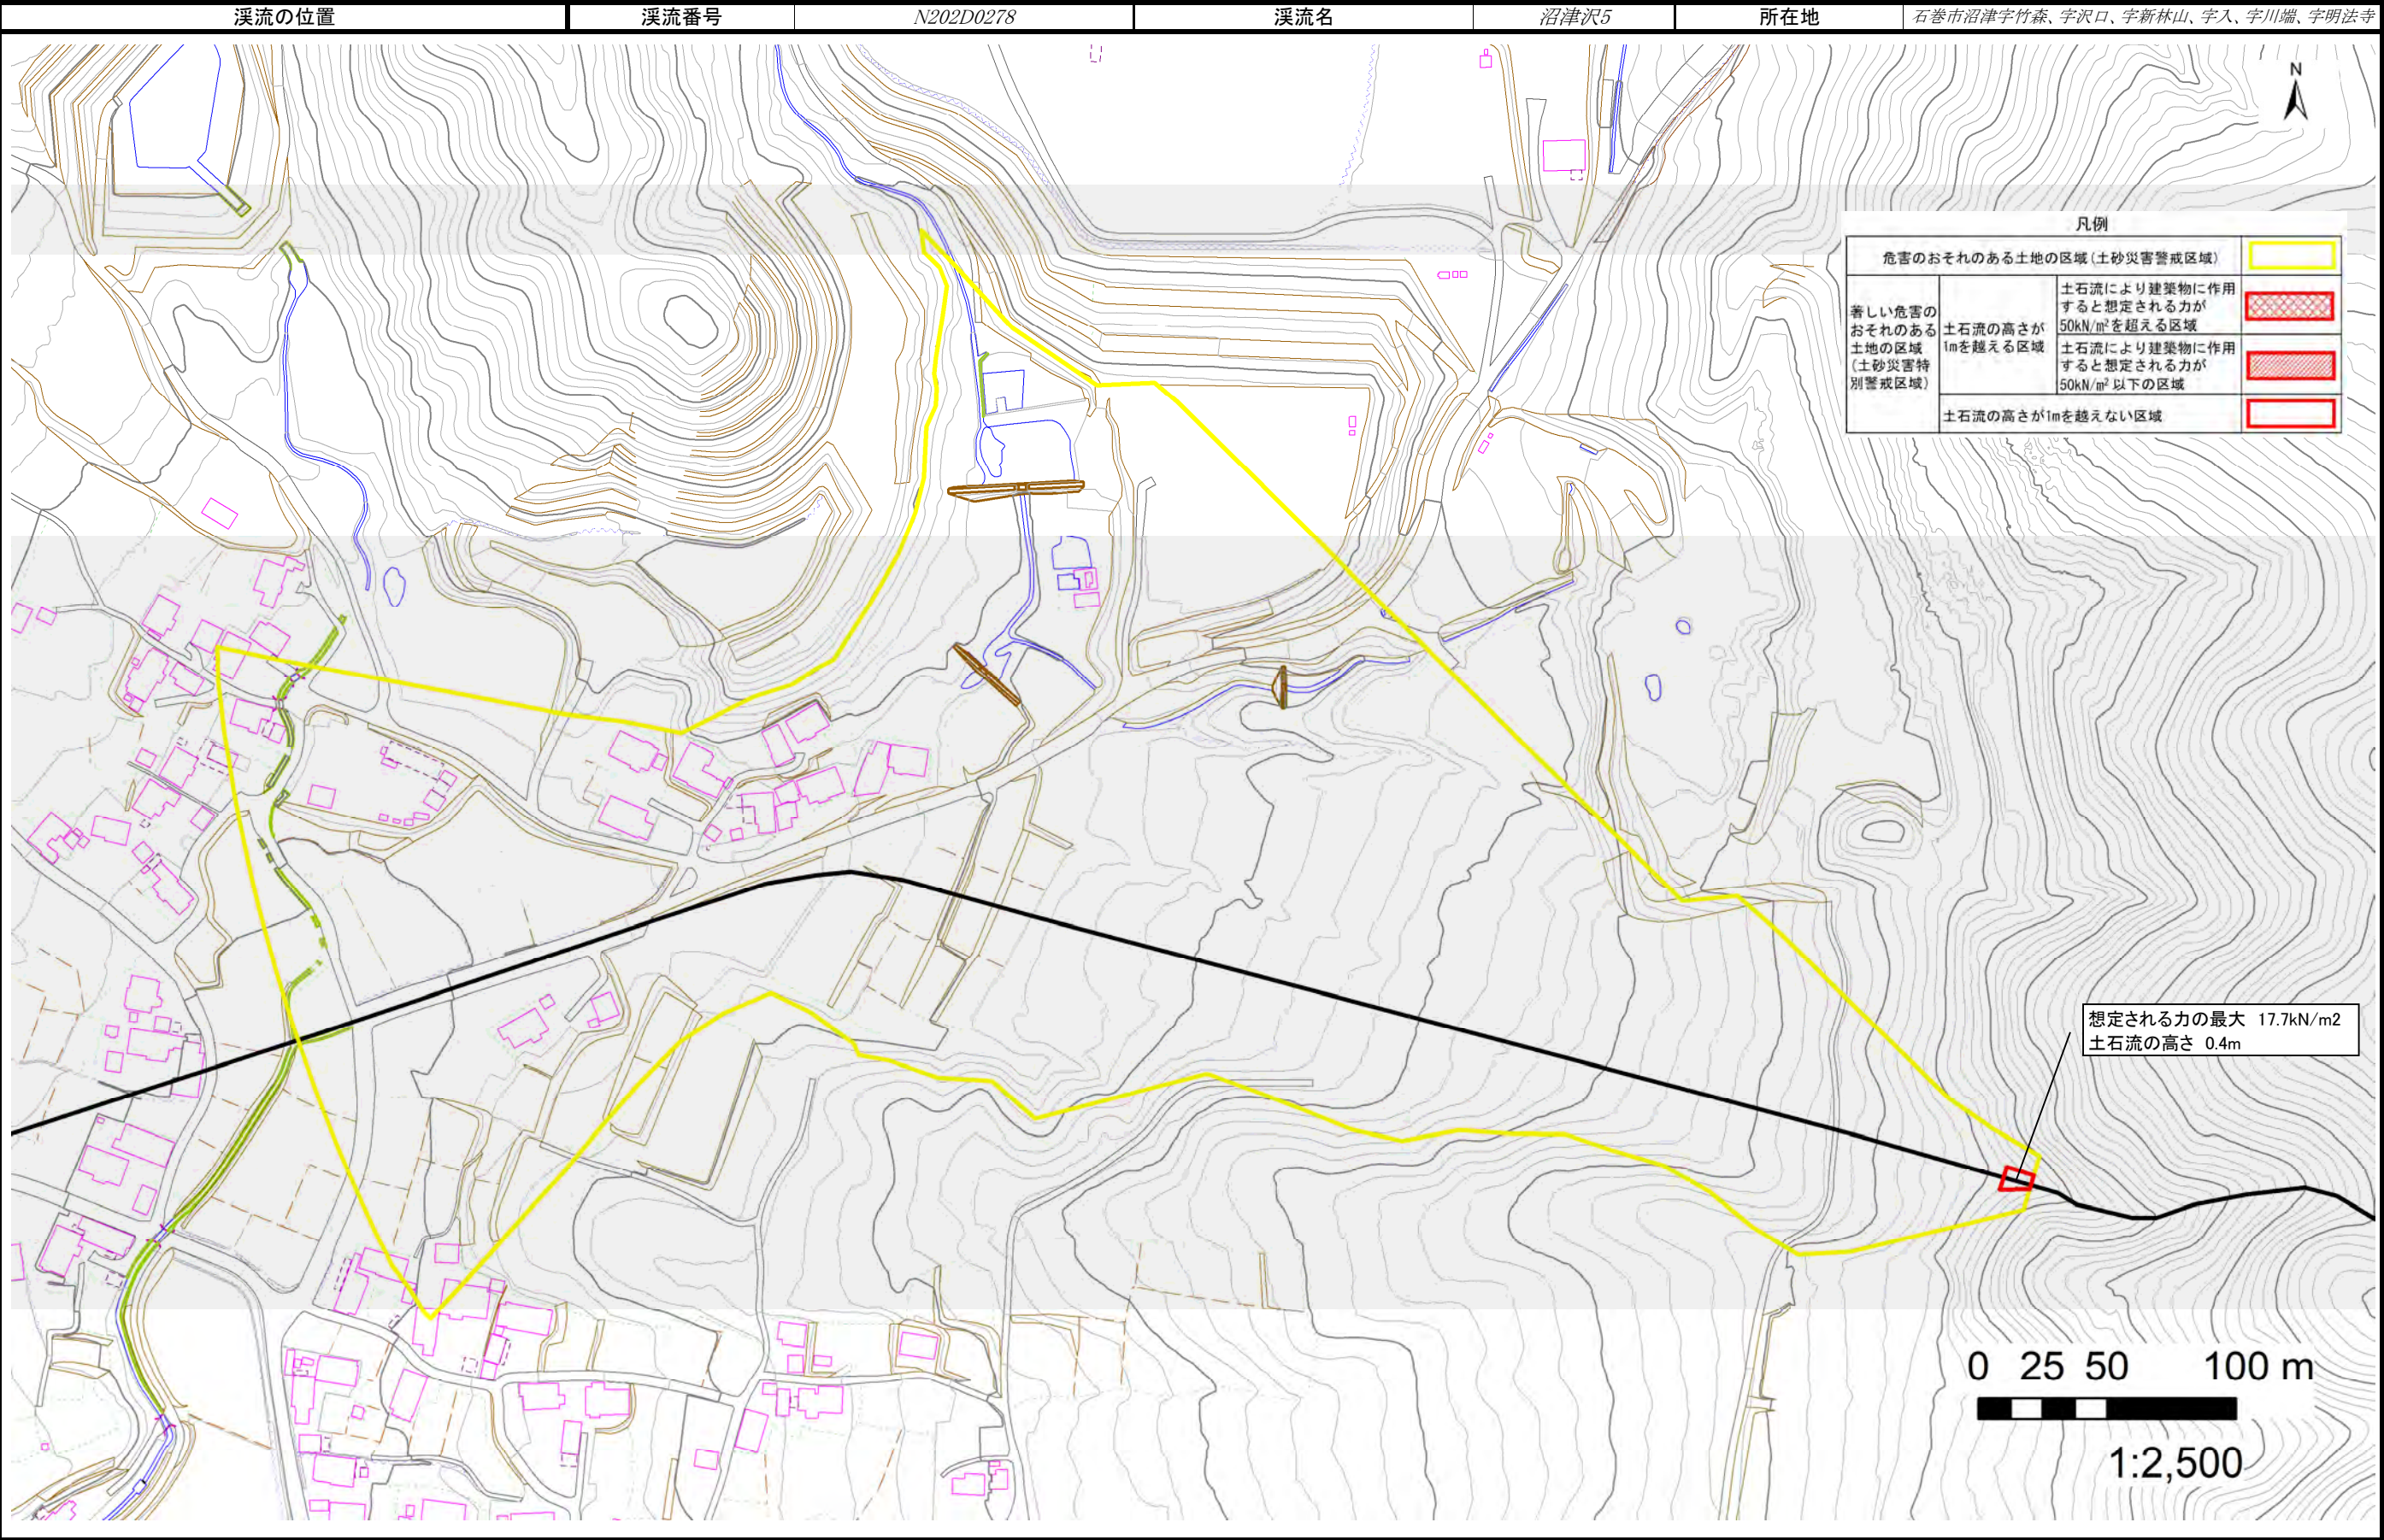 渓流の位置 渓流番号 N202D0278 渓流名 沼津沢5 所在地 石巻市沼津字竹森、字沢口、字新林山、字入、字川端、字明法寺
N
凡例
危害のおそれのある土地の区域(土砂災害警戒区域)
著しい危害の
おそれのある
土地の区域
(土砂災害特
別警戒区域)
土石流の高さが
1mを越える区域
土石流により建築物に作用
すると想定される力が
50kN/㎡を超える区域
土石流により建築物に作用
すると想定される力が
50kN/㎡以下の区域
土石流の高さが1mを越えない区域
想定される力の最大 17.7kN/m2
土石流の高さ 0.4m
0 25 50 100 m
1:2,500